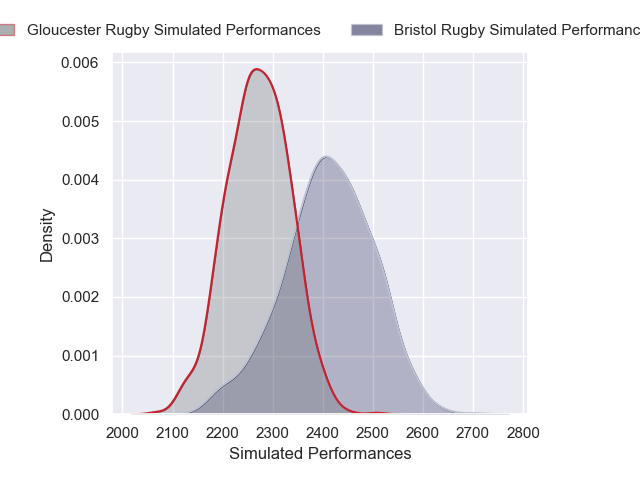 Gloucester Rugby Simulated Performances Bristol Rugby Simulated Performanc
0.006
0.005
0.004
0.003
0.002
0.001
0.000
Density
2000 2100 2200 2300 2400 2500 2600 2700 2800
Simulated Performances